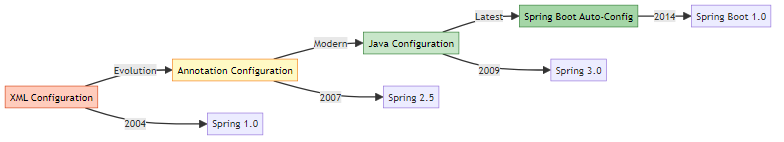 Latest
Spring Boot Auto-Config
2014
Spring Boot 1.0
Modern
Java Configuration
Evolution
Annotation Configuration
2009
Spring 3.0
XML Configuration
2007
Spring 2.5
2004
Spring 1.0